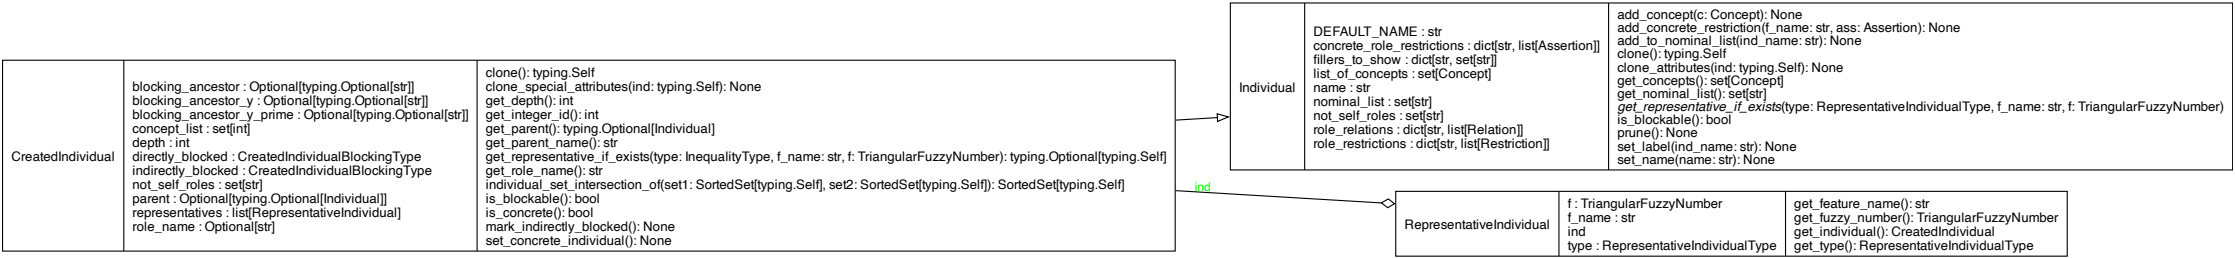 CreatedIndividual
blocking_ancestor : Optional[typing.Optional[str]]
blocking_ancestor_y : Optional[typing.Optional[str]]
blocking_ancestor_y_prime : Optional[typing.Optional[str]]
concept_list : set[int]
depth : int
directly_blocked : CreatedIndividualBlockingType
indirectly_blocked : CreatedIndividualBlockingType
not_self_roles : set[str]
parent : Optional[typing.Optional[Individual]]
representatives : list[RepresentativeIndividual]
role_name : Optional[str]
clone(): typing.Self
clone_special_attributes(ind: typing.Self): None
get_depth(): int
get_integer_id(): int
get_parent(): typing.Optional[Individual]
get_parent_name(): str
get_representative_if_exists(type: InequalityType, f_name: str, f: TriangularFuzzyNumber): typing.Optional[typing.Self]
get_role_name(): str
individual_set_intersection_of(set1: SortedSet[typing.Self], set2: SortedSet[typing.Self]): SortedSet[typing.Self]
is_blockable(): bool
is_concrete(): bool
mark_indirectly_blocked(): None
set_concrete_individual(): None
ind
Individual
DEFAULT_NAME : str
concrete_role_restrictions : dict[str, list[Assertion]]
fillers_to_show : dict[str, set[str]]
list_of_concepts : set[Concept]
name : str
nominal_list : set[str]
not_self_roles : set[str]
role_relations : dict[str, list[Relation]]
role_restrictions : dict[str, list[Restriction]]
add_concept(c: Concept): None
add_concrete_restriction(f_name: str, ass: Assertion): None
add_to_nominal_list(ind_name: str): None
clone(): typing.Self
clone_attributes(ind: typing.Self): None
get_concepts(): set[Concept]
get_nominal_list(): set[str]
get_representative_if_exists(type: RepresentativeIndividualType, f_name: str, f: TriangularFuzzyNumber)
is_blockable(): bool
prune(): None
set_label(ind_name: str): None
set_name(name: str): None
RepresentativeIndividual
f : TriangularFuzzyNumber
f_name : str
ind
type : RepresentativeIndividualType
get_feature_name(): str
get_fuzzy_number(): TriangularFuzzyNumber
get_individual(): CreatedIndividual
get_type(): RepresentativeIndividualType